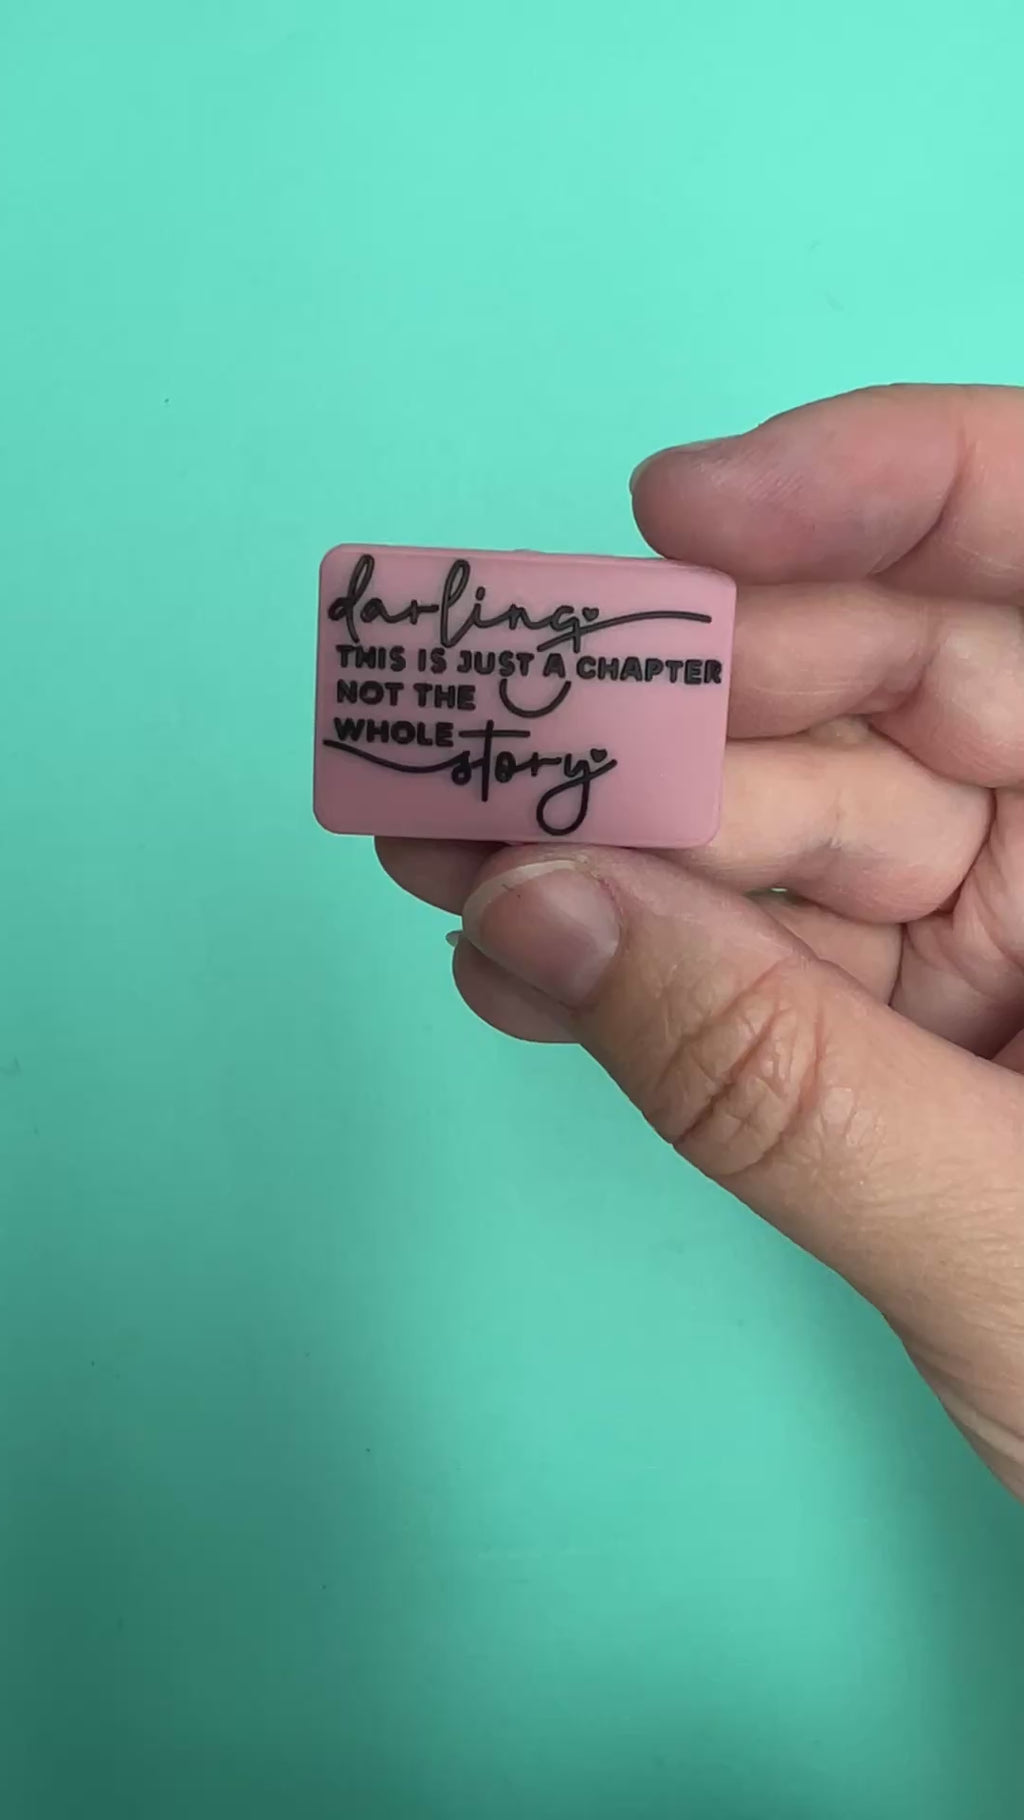 darling
THIS IS JUST A CHAPTER
NOT THE
WHOLE story